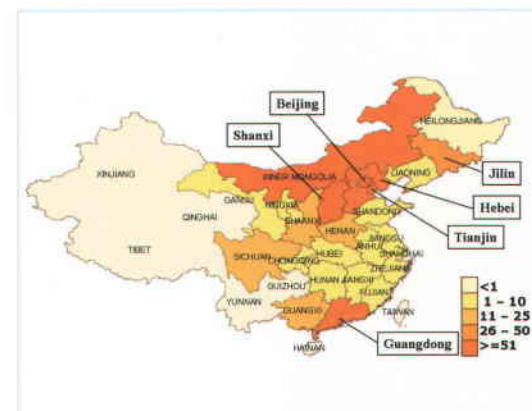 Beijing
Shanxi
HEILONGJIANG
Jilin
XINJIANG
INNER MONGOLIA
LIAONING
Hebei
GANSU
NINGXIA
SHANDONG
Tianjin
QINGHAI
SHAANXI
HENAN
JIANGSU
TIBET
ANHUI
SHANGHAI
SICHUAN
HUBEI
CHONGQING
ZHEJIANG
<1
HUNAN
JIANGXI
1 - 10
GUIZHOU
FUJIAN
11 - 25
YUNNAN
GUANGXI
TAIWAN
26 - 50
>=51
Guangdong
HAINAN